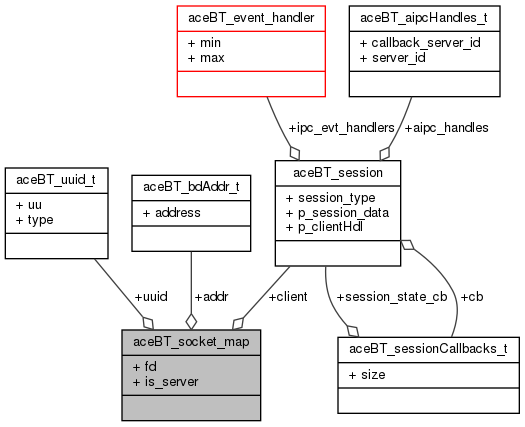 aceBT_event_handler
+ min
+ max
aceBT_aipcHandles_t
+ callback_server_id
+ server_id
+ipc_evt_handlers
+aipc_handles
aceBT_uuid_t
+ uu
+ type
aceBT_bdAddr_t
+ address
aceBT_session
+ session_type
+ p_session_data
+ p_clientHdl
+uuid
+addr
+client
+session_state_cb
+cb
aceBT_socket_map
+ fd
+ is_server
aceBT_sessionCallbacks_t
+ size